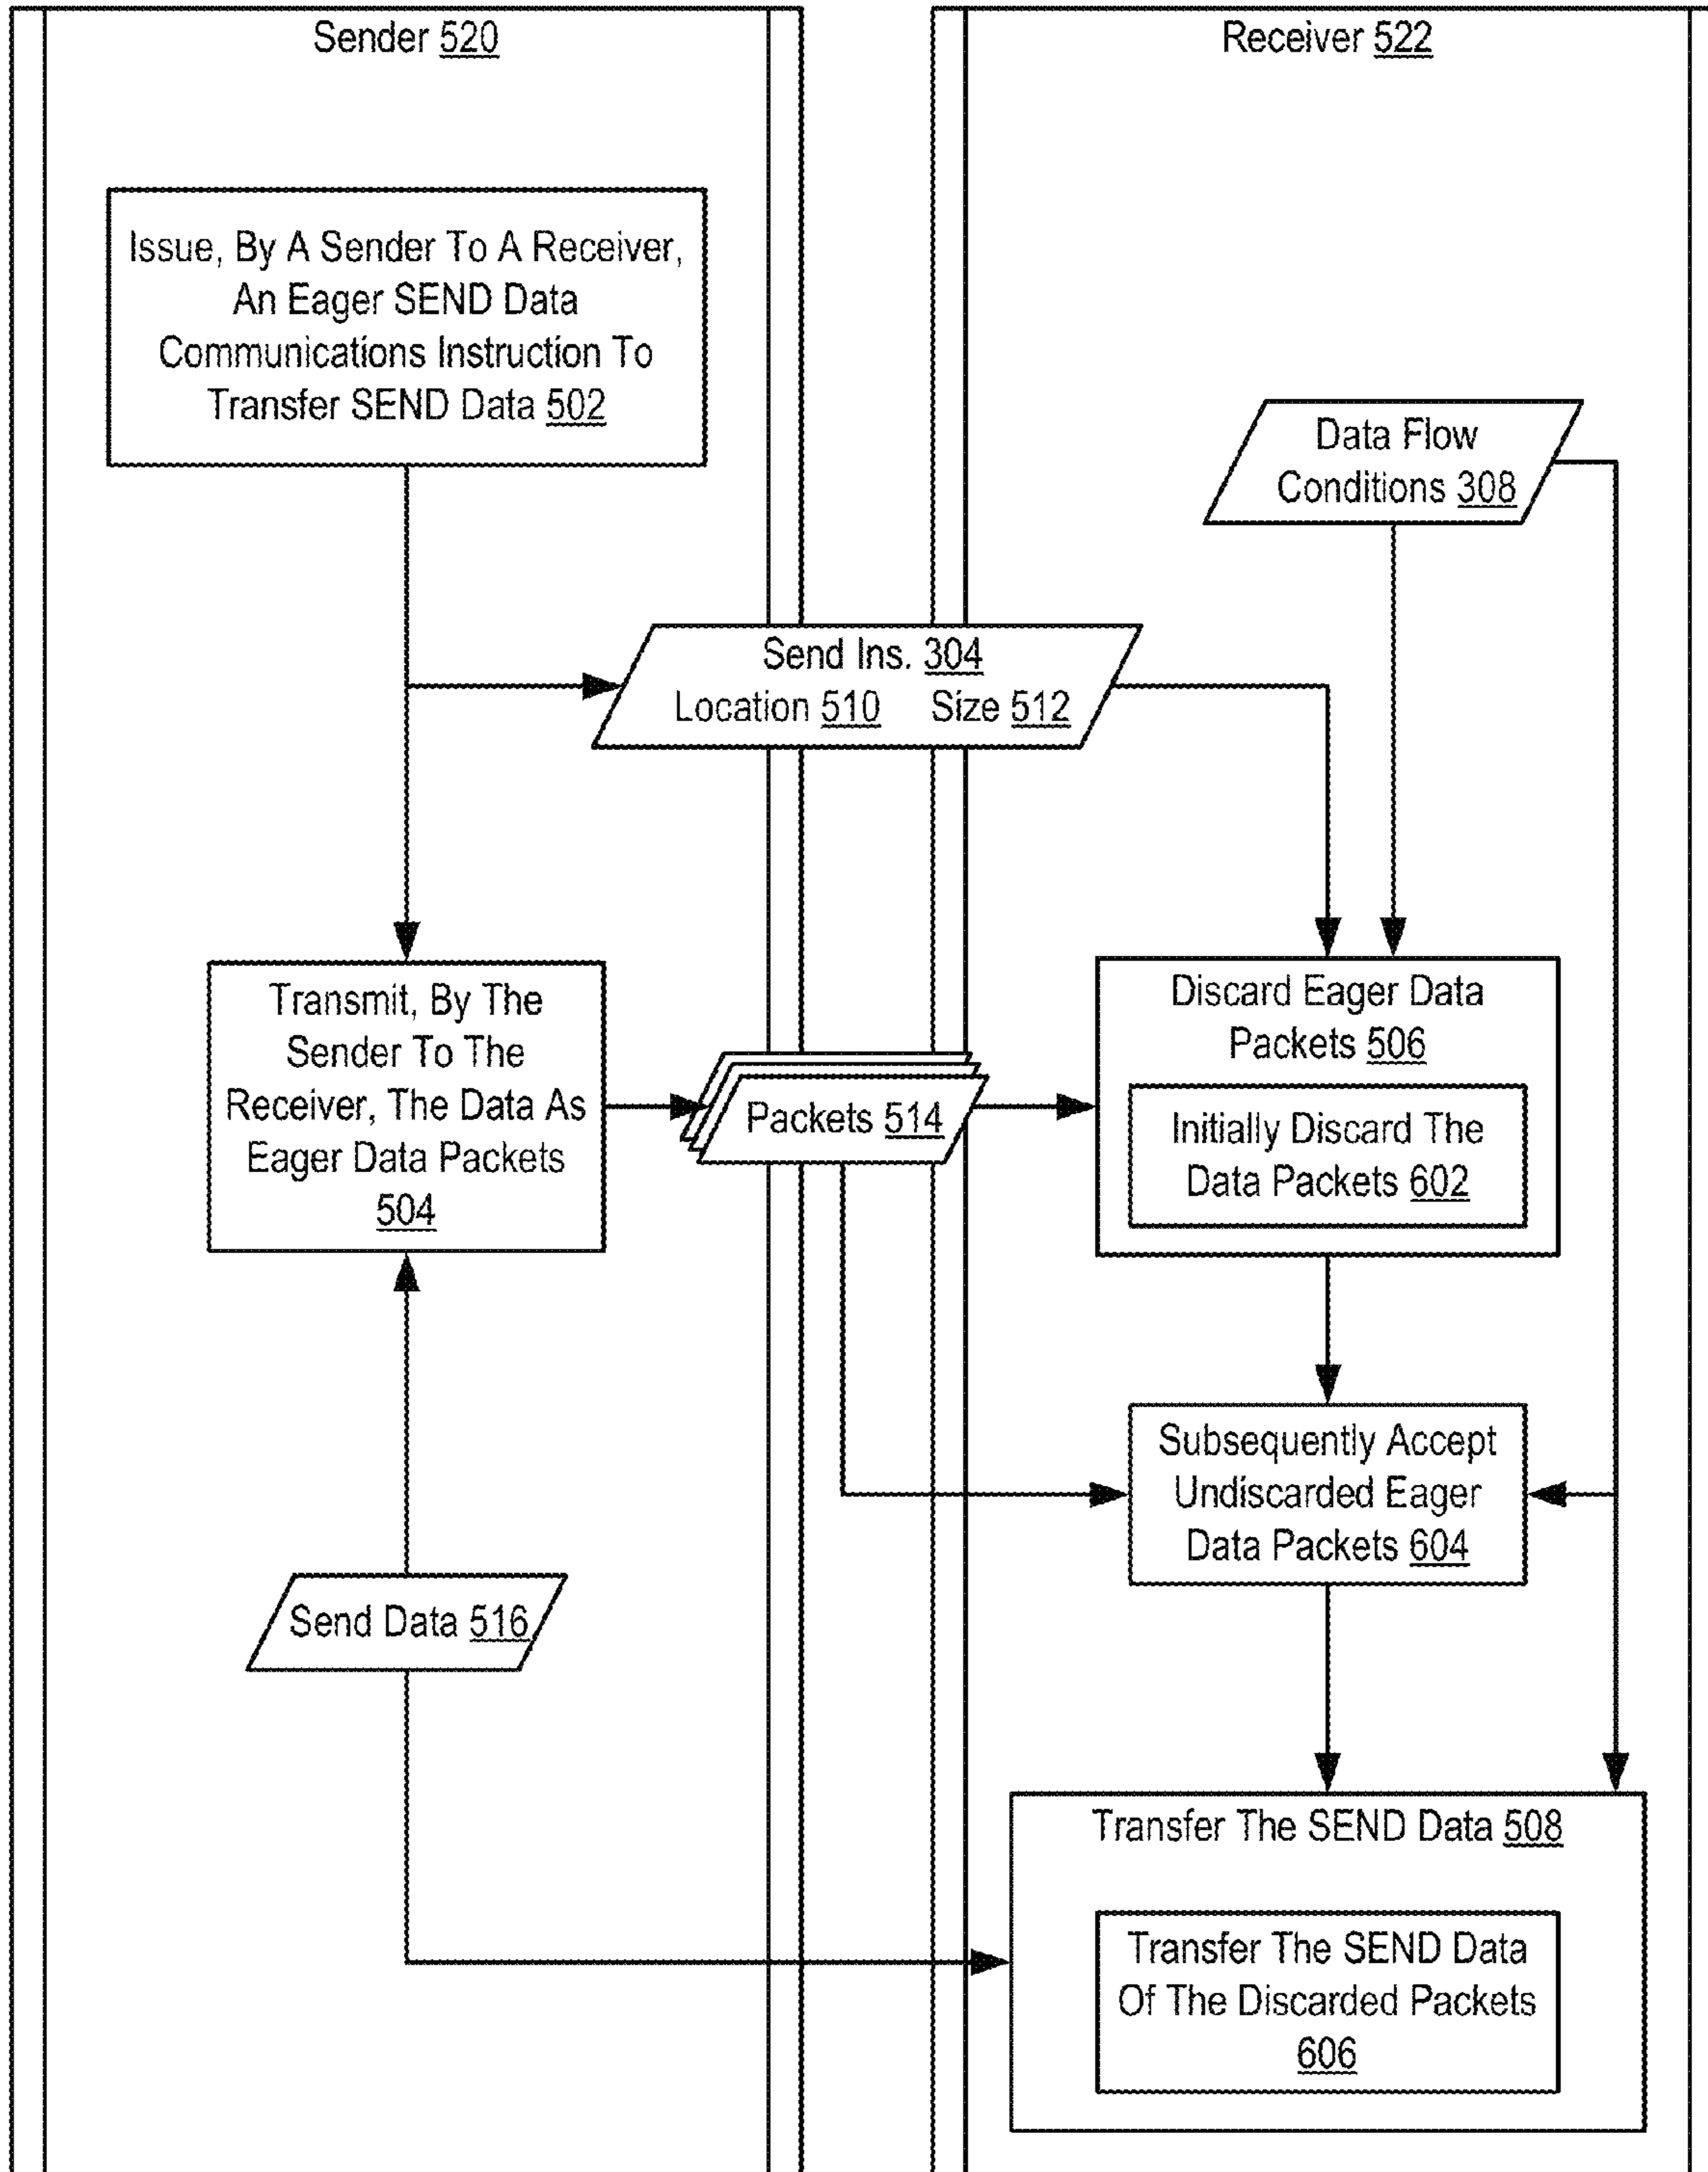 Sender 520
Receiver 522
Issue, By A Sender To A Receiver,
An Eager SEND Data
Communications Instruction To
Transfer SEND Data 502
Data Flow
Conditions 308
Send Ins. 304
Location 510 Size 512
Transmit, By The
Sender To The
Receiver, The Data As
Eager Data Packets
504
Packets 514
Discard Eager Data
Packets 506
Initially Discard The
Data Packets 602
Subsequently Accept
Undiscarded Eager
Data Packets 604
Send Data 516
Transfer The SEND Data 508
Transfer The SEND Data
Of The Discarded Packets
606